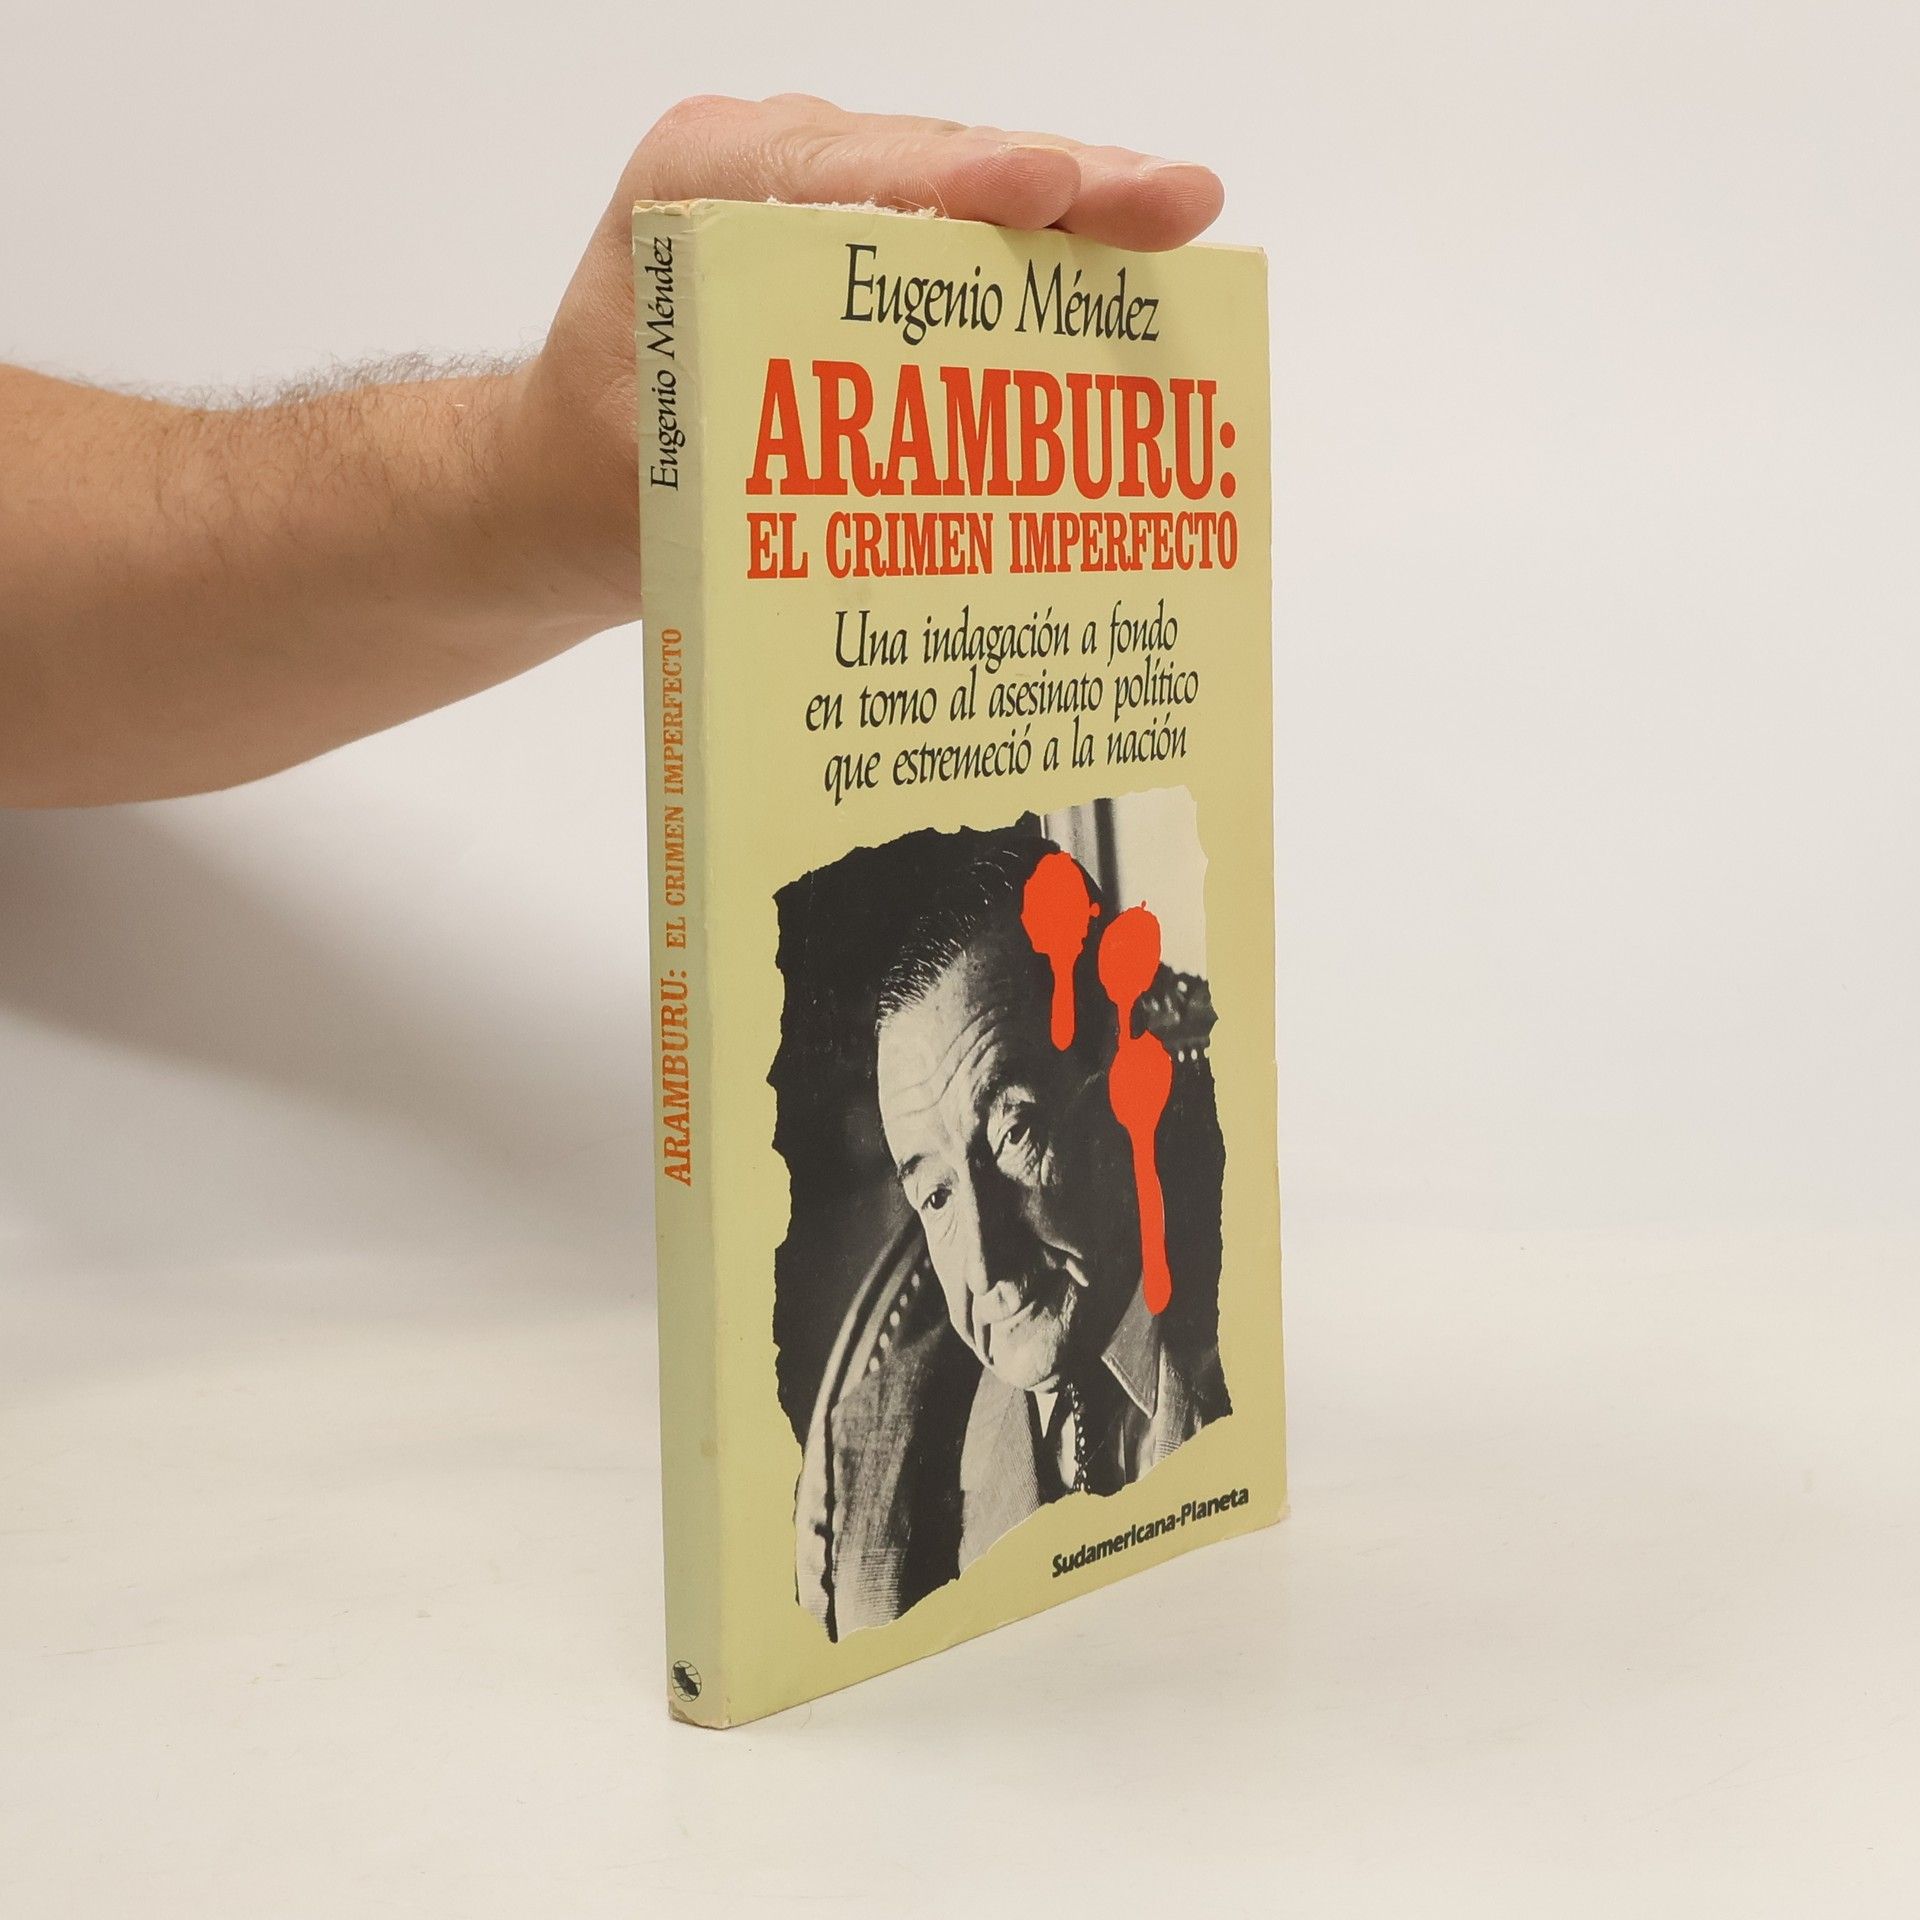 Eugenio Méndez
ARAMBURU:
EL CRIMEN IMPERFECTO
Una indagación a fondo
en torno al asesinato político
que estremeció a la nación
Sudamericana-Planeta
Eugenio Méndez
ARAMBURU: EL CRIMEN IMPERFECTO